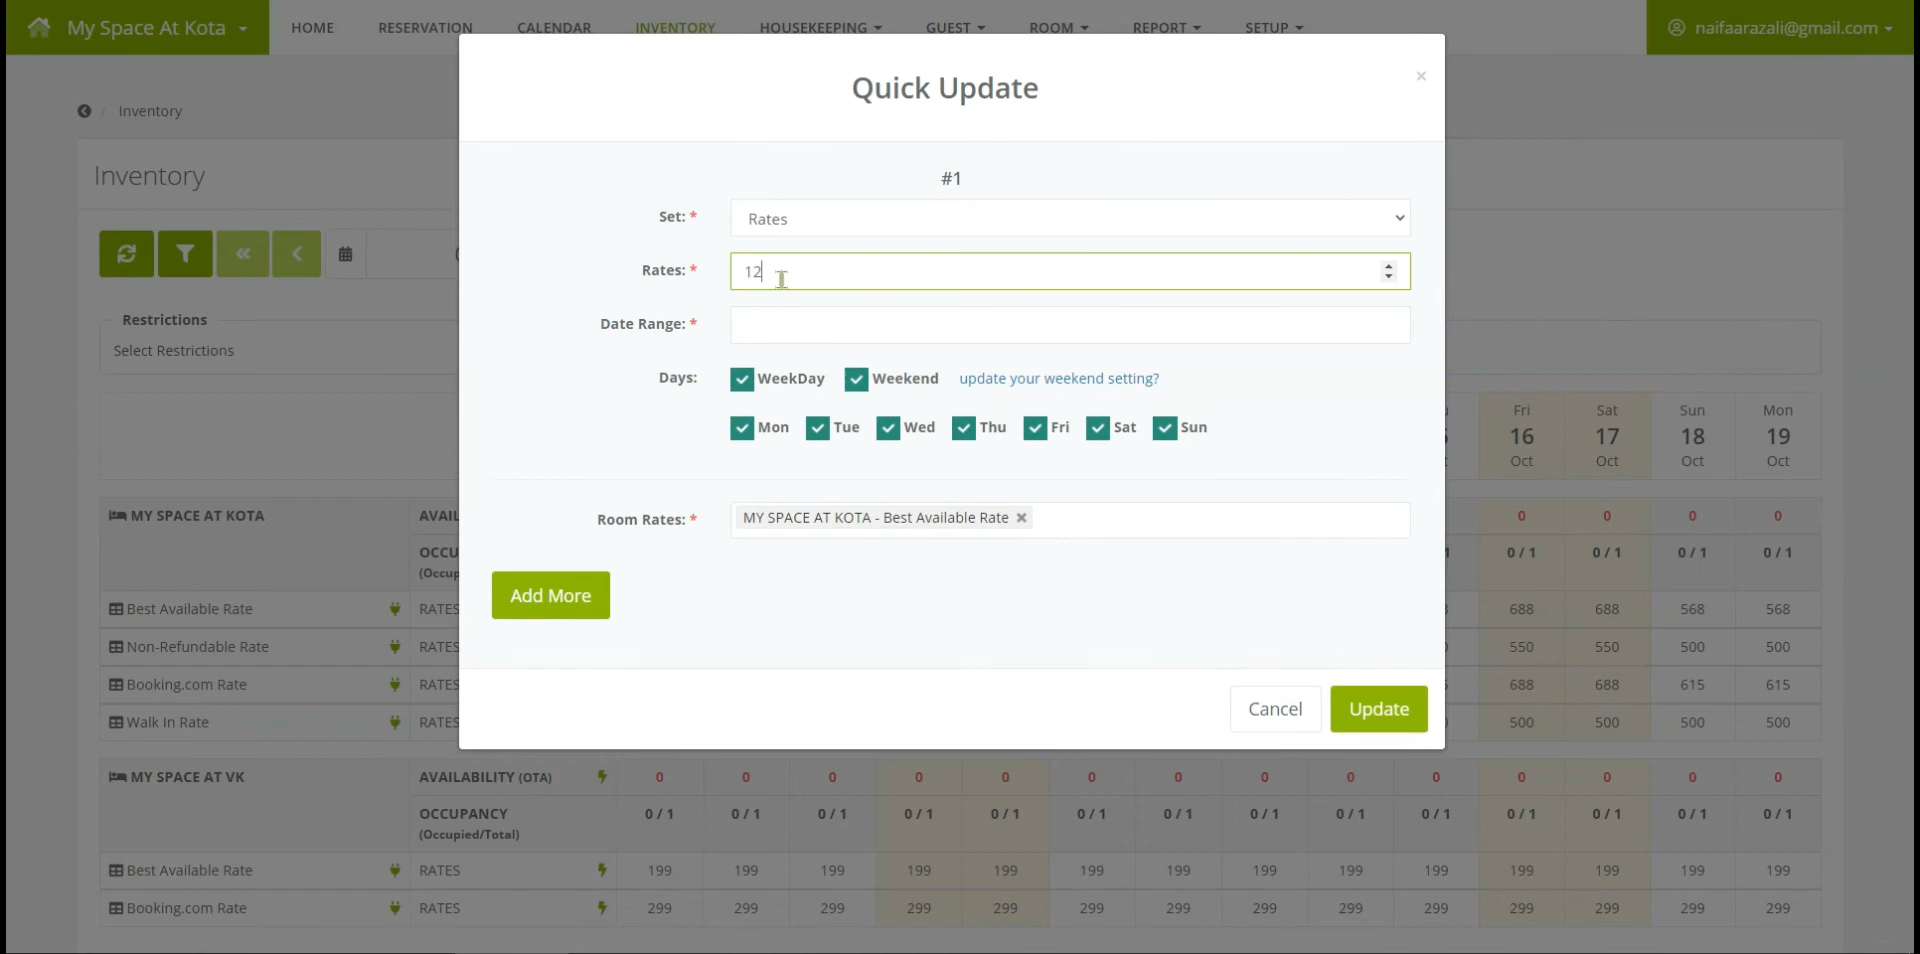 My Space At Kota
HOME RESERVATION CALENDAR INVENTORY HOUSEKEEPING GUEST ROOM REPORT SETUP
naifaarazali@gmail.com
Quick Update
×
/ Inventory
Inventory
#1
Set: *
Rates
Rates: *
12
Date Range: *
Days:
WeekDay Weekend update your weekend setting?
Mon Tue Wed Thu Fri Sat Sun
Room Rates: *
MY SPACE AT KOTA - Best Available Rate ×
Add More
Cancel Update
Restrictions
Select Restrictions
Fri Sat Sun Mon
16 17 18 19
Oct Oct Oct Oct
MY SPACE AT KOTA AVAIL 0 0 0 0
OCCU 0 / 1 0 / 1 0 / 1 0 / 1
(Occup
Best Available Rate RATES 688 688 568 568
Non-Refundable Rate RATES 550 550 500 500
Booking.com Rate RATES 688 688 615 615
Walk In Rate RATES 500 500 500 500
MY SPACE AT VK AVAILABILITY (OTA) 0 0 0 0 0 0 0 0 0 0 0 0 0 0
OCCUPANCY 0 / 1 0 / 1 0 / 1 0 / 1 0 / 1 0 / 1 0 / 1 0 / 1 0 / 1 0 / 1 0 / 1 0 / 1 0 / 1 0 / 1
(Occupied/Total)
Best Available Rate RATES 199 199 199 199 199 199 199 199 199 199 199 199 199 199
Booking.com Rate RATES 299 299 299 299 299 299 299 299 299 299 299 299 299 299